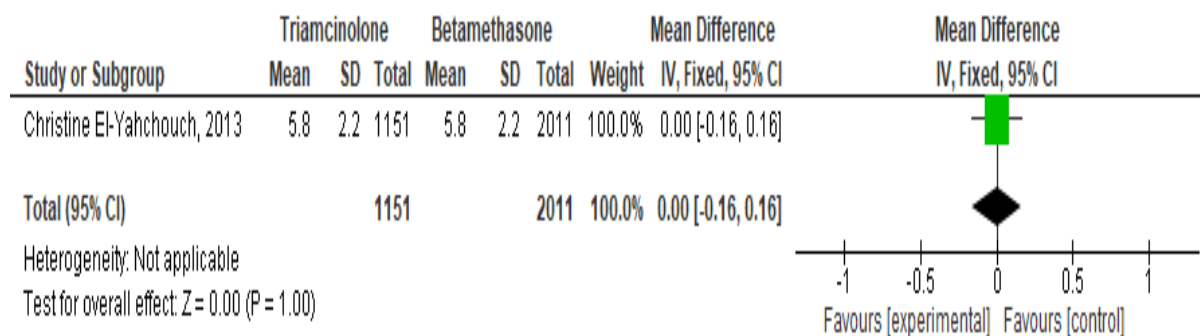 Triamcinolone Betamethasone Mean Difference Mean Difference
Study or Subgroup Mean SD Total Mean SD Total Weight IV, Fixed, 95% CI IV, Fixed, 95% CI
Christine El-Yahchouch, 2013 5.8 2.2 1151 5.8 2.2 2011 100.0% 0.00 [-0.16, 0.16]
Total (95% CI) 1151 2011 100.0% 0.00 [-0.16, 0.16]
Heterogeneity: Not applicable
Test for overall effect: Z = 0.00 (P = 1.00)
-1 -0.5 0 0.5 1
Favours [experimental] Favours [control]